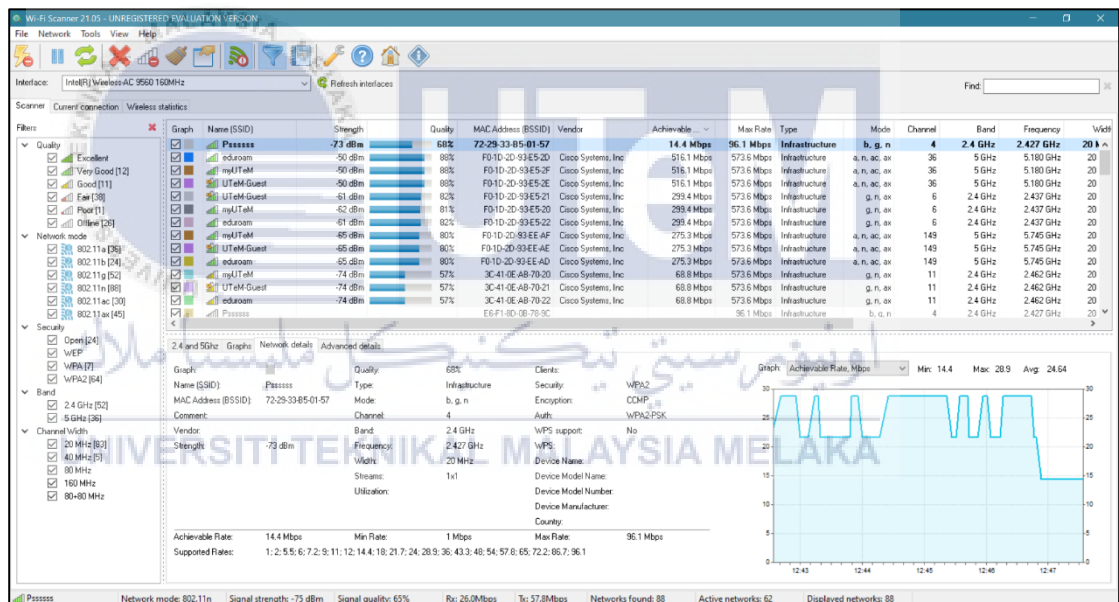 Wi-Fi Scanner 21.05 - UNREGISTERED EVALUATION VERSION
File Network Tools View Help
Interface: Intel(R) Wireless-AC 9560 160MHz Refresh interfaces Find:
Scanner Current connection Wireless statistics
Filters
Quality
Excellent
Very Good [12]
Good [11]
Fair [38]
Poor [1]
Offline [26]
Network mode
802.11a [36]
802.11b [24]
802.11g [52]
802.11n [88]
802.11ac [30]
802.11ax [45]
Security
Open [24]
WEP
WPA [7]
WPA2 [64]
Band
2.4 GHz [52]
5 GHz [36]
Channel Width
20 MHz [83]
40 MHz [5]
80 MHz
160 MHz
80+80 MHz
Graph Name (SSID) Strength Quality MAC Address (BSSID) Vendor Achievable ... Max Rate Type Mode Channel Band Frequency Width
Psssss -73 dBm 68% 72-29-33-B5-01-57 14.4 Mbps 96.1 Mbps Infrastructure b, g, n 4 2.4 GHz 2.427 GHz 20 M
eduroam -50 dBm 88% F0-1D-2D-93-E5-2D Cisco Systems, Inc 516.1 Mbps 573.6 Mbps Infrastructure a, n, ac, ax 36 5 GHz 5.180 GHz 20
myUTeM -50 dBm 88% F0-1D-2D-93-E5-2F Cisco Systems, Inc 516.1 Mbps 573.6 Mbps Infrastructure a, n, ac, ax 36 5 GHz 5.180 GHz 20
UTeM-Guest -50 dBm 88% F0-1D-2D-93-E5-2E Cisco Systems, Inc 516.1 Mbps 573.6 Mbps Infrastructure a, n, ac, ax 36 5 GHz 5.180 GHz 20
UTeM-Guest -61 dBm 82% F0-1D-2D-93-E5-21 Cisco Systems, Inc 299.4 Mbps 573.6 Mbps Infrastructure g, n, ax 6 2.4 GHz 2.437 GHz 20
myUTeM -62 dBm 81% F0-1D-2D-93-E5-20 Cisco Systems, Inc 299.4 Mbps 573.6 Mbps Infrastructure g, n, ax 6 2.4 GHz 2.437 GHz 20
eduroam -61 dBm 82% F0-1D-2D-93-E5-22 Cisco Systems, Inc 299.4 Mbps 573.6 Mbps Infrastructure g, n, ax 6 2.4 GHz 2.437 GHz 20
myUTeM -65 dBm 80% F0-1D-2D-93-EE-AF Cisco Systems, Inc 275.3 Mbps 573.6 Mbps Infrastructure a, n, ac, ax 149 5 GHz 5.745 GHz 20
UTeM-Guest -65 dBm 80% F0-1D-2D-93-EE-AE Cisco Systems, Inc 275.3 Mbps 573.6 Mbps Infrastructure a, n, ac, ax 149 5 GHz 5.745 GHz 20
eduroam -65 dBm 80% F0-1D-2D-93-EE-AD Cisco Systems, Inc 275.3 Mbps 573.6 Mbps Infrastructure a, n, ac, ax 149 5 GHz 5.745 GHz 20
myUTeM -74 dBm 57% 3C-41-0E-AB-70-20 Cisco Systems, Inc 68.8 Mbps 573.6 Mbps Infrastructure g, n, ax 11 2.4 GHz 2.462 GHz 20
UTeM-Guest -74 dBm 57% 3C-41-0E-AB-70-21 Cisco Systems, Inc 68.8 Mbps 573.6 Mbps Infrastructure g, n, ax 11 2.4 GHz 2.462 GHz 20
eduroam -74 dBm 57% 3C-41-0E-AB-70-22 Cisco Systems, Inc 68.8 Mbps 573.6 Mbps Infrastructure g, n, ax 11 2.4 GHz 2.462 GHz 20
Psssss E6-F1-8D-0B-78-9C 96.1 Mbps Infrastructure b, g, n 4 2.4 GHz 2.427 GHz 20
2.4 and 5Ghz Graphs Network details Advanced details
Graph: Quality: 68% Clients:
Name (SSID): Psssss Type: Infrastructure Security: WPA2
MAC Address (BSSID): 72-29-33-B5-01-57 Mode: b, g, n Encryption: CCMP
Comment: Channel: 4 Auth: WPA2-PSK
Vendor: Band: 2.4 GHz WPS support: No
Strength: -73 dBm Frequency: 2.427 GHz WPS:
Width: 20 MHz Device Name:
Streams: 1x1 Device Model Name:
Utilization: Device Model Number:
Device Manufacturer:
Country:
Achievable Rate: 14.4 Mbps Min Rate: 1 Mbps Max Rate: 96.1 Mbps
Supported Rates: 1; 2; 5.5; 6; 7.2; 9; 11; 12; 14.4; 18; 21.7; 24; 28.9; 36; 43.3; 48; 54; 57.8; 65; 72.2; 86.7; 96.1
Graph: Achievable Rate, Mbps Min: 14.4 Max: 28.9 Avg: 24.64
30 30
25 25
20 20
15 15
10 10
5 5
0 0
12:43 12:44 12:45 12:46 12:47
UTeM
اونيۏرسيتي تيكنيكل مليسيا ملاك
UNIVERSITI TEKNIKAL MALAYSIA MELAKA
Psssss Network mode: 802.11n Signal strength: -75 dBm Signal quality: 65% Rx: 26.0Mbps Tx: 57.8Mbps Networks found: 88 Active networks: 62 Displayed networks: 88